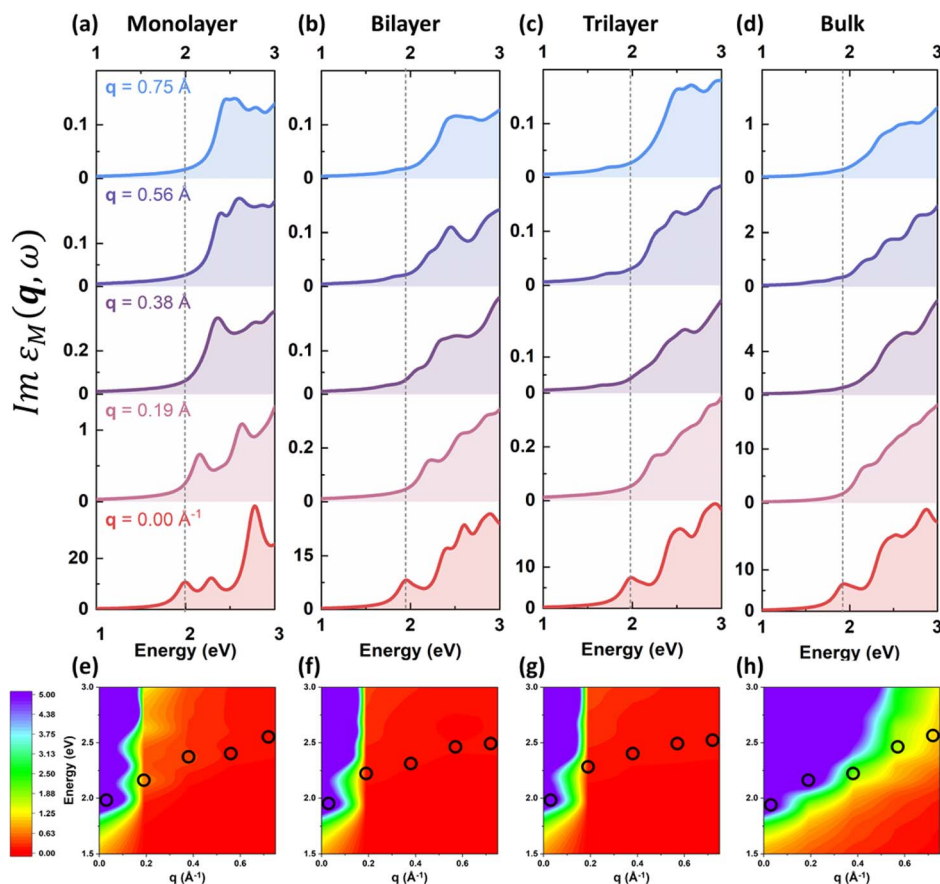 (a) Monolayer (b) Bilayer (c) Trilayer (d) Bulk
1 2 3 1 2 3 1 2 3 1 2 3
q = 0.75 Å
0.1 0.1 0.1 1
0 0 0 0
q = 0.56 Å
0.1 0.1 0.1 2
0 0 0 0
q = 0.38 Å
0.2 0.1 0.1 4
0 0 0 0
q = 0.19 Å
1 0.2 0.2 10
0 0 0 0
q = 0.00 Å⁻¹
20 15 10 10
0 0 0 0
Im ε_M(q, ω)
1 2 3 1 2 3 1 2 3 1 2 3
Energy (eV) Energy (eV) Energy (eV) Energy (eV)
(e) (f) (g) (h)
5.00
4.38
3.75
3.13
2.50
1.88
1.25
0.63
0.00
Energy (eV)
3.0 3.0 3.0 3.0
2.5 2.5 2.5 2.5
2.0 2.0 2.0 2.0
1.5 1.5 1.5 1.5
0.0 0.2 0.4 0.6 0.0 0.2 0.4 0.6 0.0 0.2 0.4 0.6 0.0 0.2 0.4 0.6
q (Å⁻¹) q (Å⁻¹) q (Å⁻¹) q (Å⁻¹)